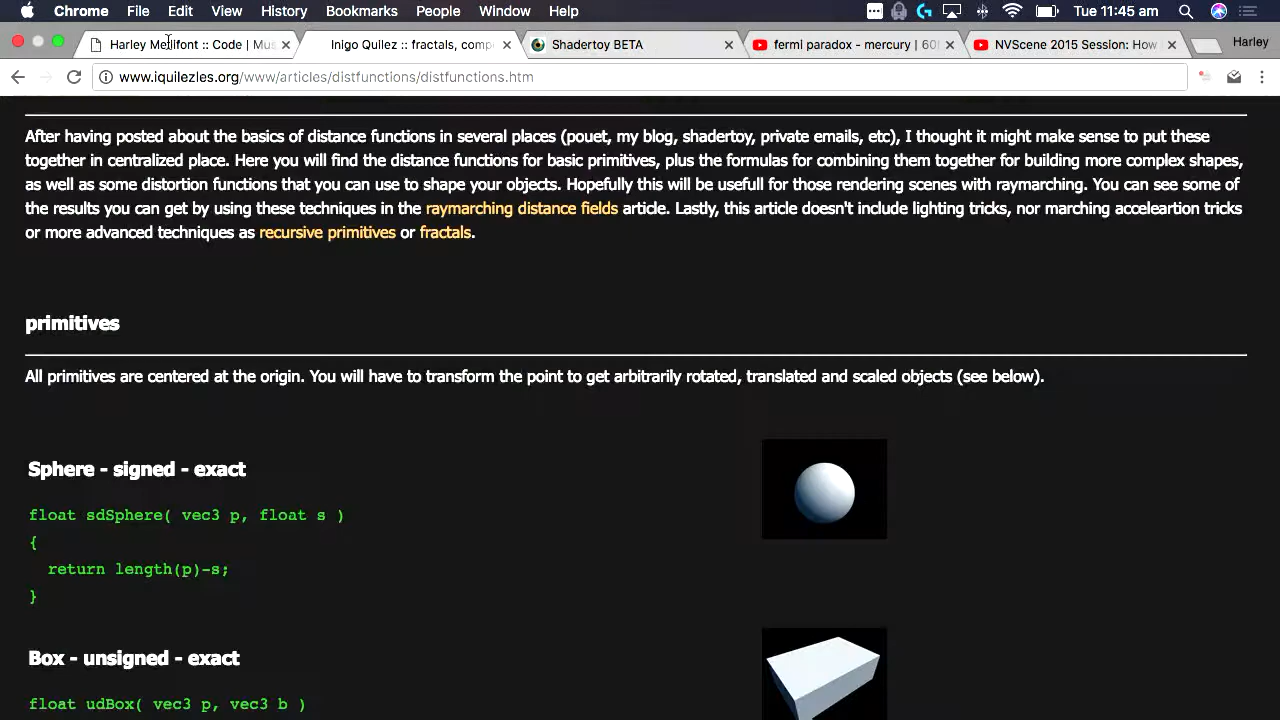 Chrome File Edit View History Bookmarks People Window Help Tue 11:45 am
Harley Mellifont :: Code | Mus Inigo Quilez :: fractals, comp Shadertoy BETA fermi paradox - mercury | 60 NVScene 2015 Session: How Harley
www.iquilezles.org/www/articles/distfunctions/distfunctions.htm
After having posted about the basics of distance functions in several places (pouet, my blog, shadertoy, private emails, etc), I thought it might make sense to put these
together in centralized place. Here you will find the distance functions for basic primitives, plus the formulas for combining them together for building more complex shapes,
as well as some distortion functions that you can use to shape your objects. Hopefully this will be usefull for those rendering scenes with raymarching. You can see some of
the results you can get by using these techniques in the raymarching distance fields article. Lastly, this article doesn't include lighting tricks, nor marching acceleartion tricks
or more advanced techniques as recursive primitives or fractals.
primitives
All primitives are centered at the origin. You will have to transform the point to get arbitrarily rotated, translated and scaled objects (see below).
Sphere - signed - exact
float sdSphere( vec3 p, float s )
{
return length(p)-s;
}
Box - unsigned - exact
float udBox( vec3 p, vec3 b )